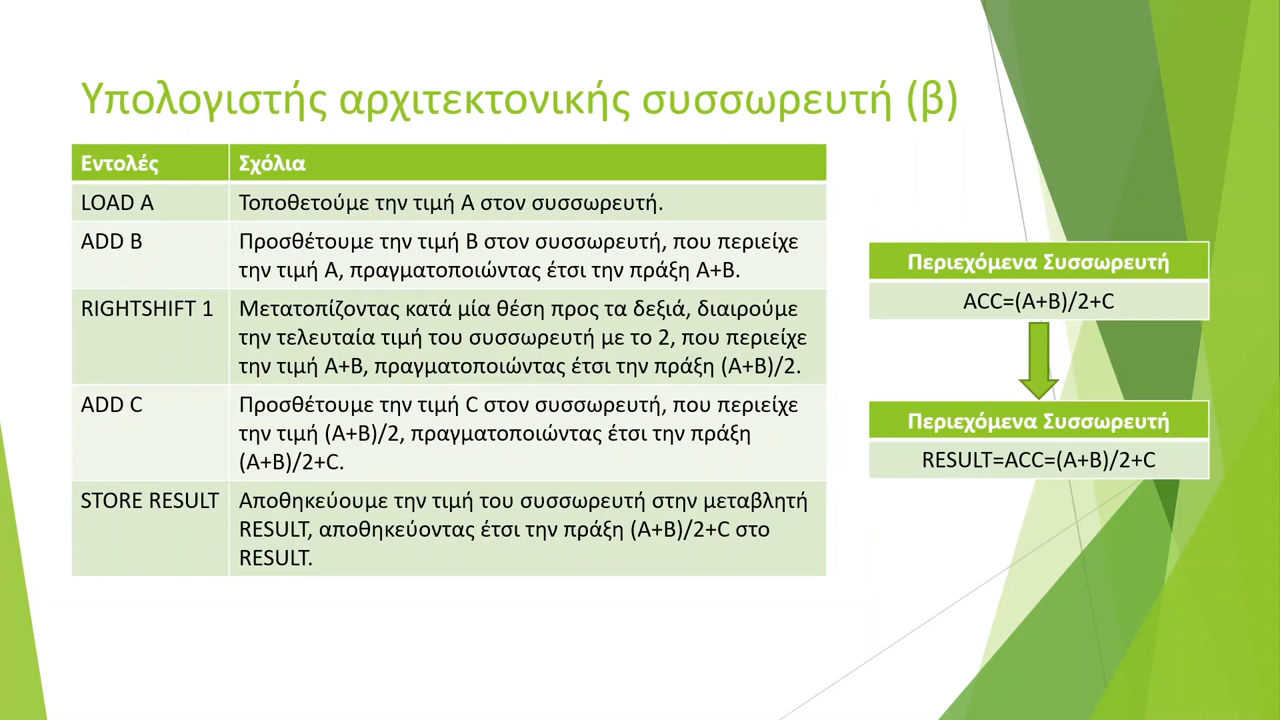 Υπολογιστής αρχιτεκτονικής συσσωρευτή (β)
Εντολές Σχόλια
LOAD A Τοποθετούμε την τιμή Α στον συσσωρευτή.
ADD B Προσθέτουμε την τιμή Β στον συσσωρευτή, που περιείχε
την τιμή Α, πραγματοποιώντας έτσι την πράξη Α+Β.
RIGHTSHIFT 1 Μετατοπίζοντας κατά μία θέση προς τα δεξιά, διαιρούμε
την τελευταία τιμή του συσσωρευτή με το 2, που περιείχε
την τιμή Α+Β, πραγματοποιώντας έτσι την πράξη (Α+Β)/2.
ADD C Προσθέτουμε την τιμή C στον συσσωρευτή, που περιείχε
την τιμή (Α+Β)/2, πραγματοποιώντας έτσι την πράξη
(Α+Β)/2+C.
STORE RESULT Αποθηκεύουμε την τιμή του συσσωρευτή στην μεταβλητή
RESULT, αποθηκεύοντας έτσι την πράξη (Α+Β)/2+C στο
RESULT.
Περιεχόμενα Συσσωρευτή
ACC=(A+B)/2+C
Περιεχόμενα Συσσωρευτή
RESULT=ACC=(A+B)/2+C